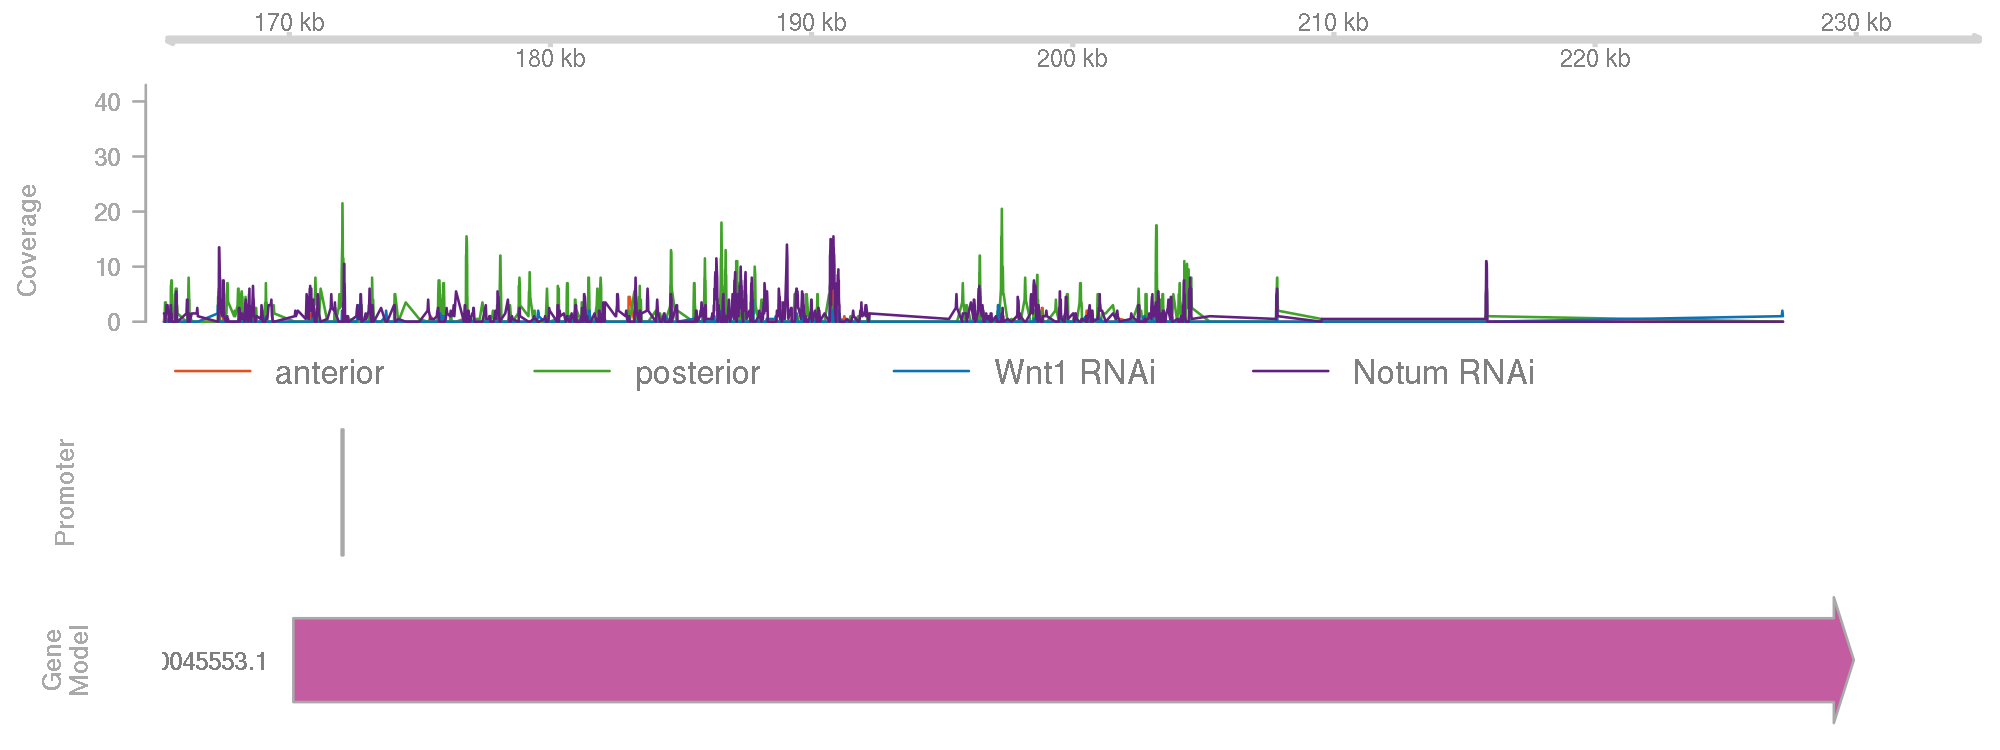 170 kb 190 kb 210 kb 230 kb
180 kb 200 kb 220 kb
Coverage
40
30
20
10
0
anterior posterior Wnt1 RNAi Notum RNAi
Promoter
Gene
Model
0045553.1